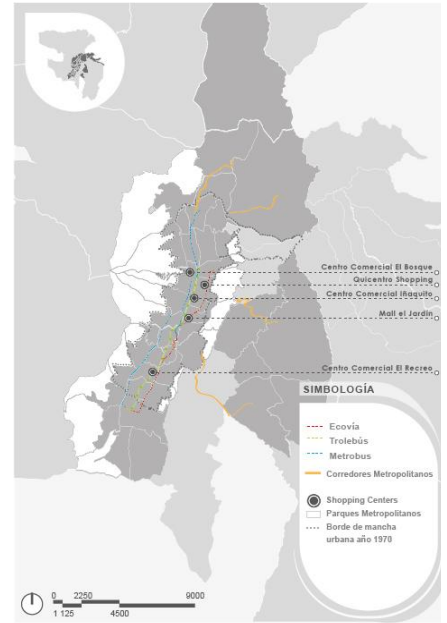 Centro Comercial El Bosque
Quicentro Shopping
Centro Comercial Iñaquito
Mall el Jardín
Centro Comercial El Recreo
SIMBOLOGÍA
Ecovía
Trolebús
Metrobus
Corredores Metropolitanos
Shopping Centers
Parques Metropolitanos
Borde de mancha
urbana año 1970
0 2250 9000
1 125 4500